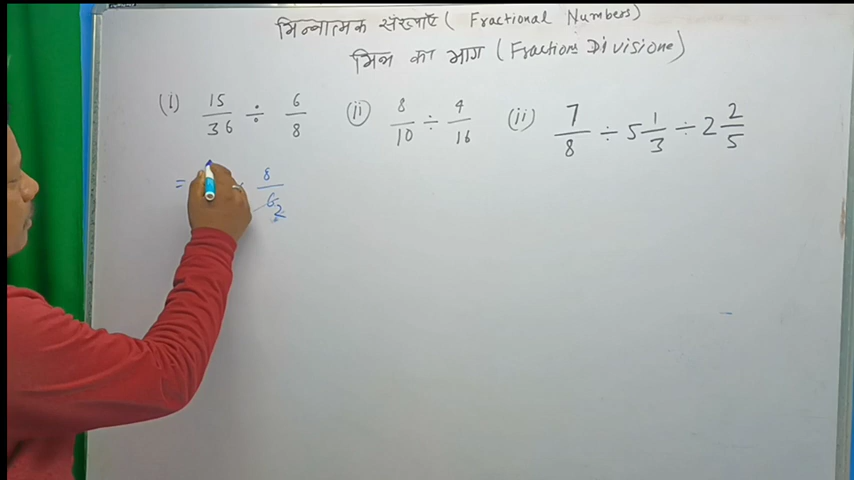 भिन्नात्मक संख्याएँ ( Fractional Numbers)
भिन्न का भाग ( Fractions Divisione)
(i) 15/36 ÷ 6/8 (ii) 8/10 ÷ 4/16 (ii) 7/8 ÷ 5 1/3 ÷ 2 2/5
= × 8/6 2